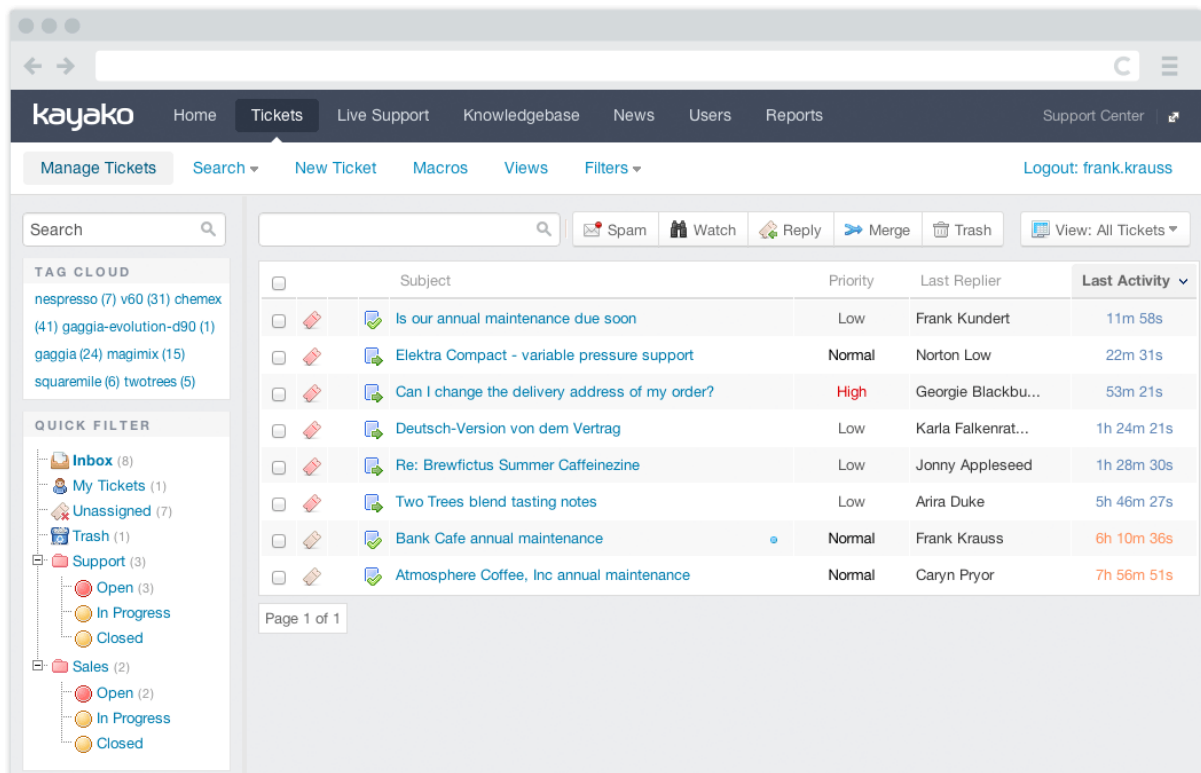 kayako Home Tickets Live Support Knowledgebase News Users Reports Support Center
Manage Tickets Search New Ticket Macros Views Filters Logout: frank.krauss
Search Spam Watch Reply Merge Trash View: All Tickets
TAG CLOUD
nespresso (7) v60 (31) chemex
(41) gaggia-evolution-d90 (1)
gaggia (24) magimix (15)
squaremile (6) twotrees (5)
QUICK FILTER
Inbox (8)
My Tickets (1)
Unassigned (7)
Trash (1)
Support (3)
Open (3)
In Progress
Closed
Sales (2)
Open (2)
In Progress
Closed
Subject Priority Last Replier Last Activity
Is our annual maintenance due soon Low Frank Kundert 11m 58s
Elektra Compact - variable pressure support Normal Norton Low 22m 31s
Can I change the delivery address of my order? High Georgie Blackbu... 53m 21s
Deutsch-Version von dem Vertrag Low Karla Falkenrat... 1h 24m 21s
Re: Brewfictus Summer Caffeinezine Low Jonny Appleseed 1h 28m 30s
Two Trees blend tasting notes Low Arira Duke 5h 46m 27s
Bank Cafe annual maintenance Normal Frank Krauss 6h 10m 36s
Atmosphere Coffee, Inc annual maintenance Normal Caryn Pryor 7h 56m 51s
Page 1 of 1